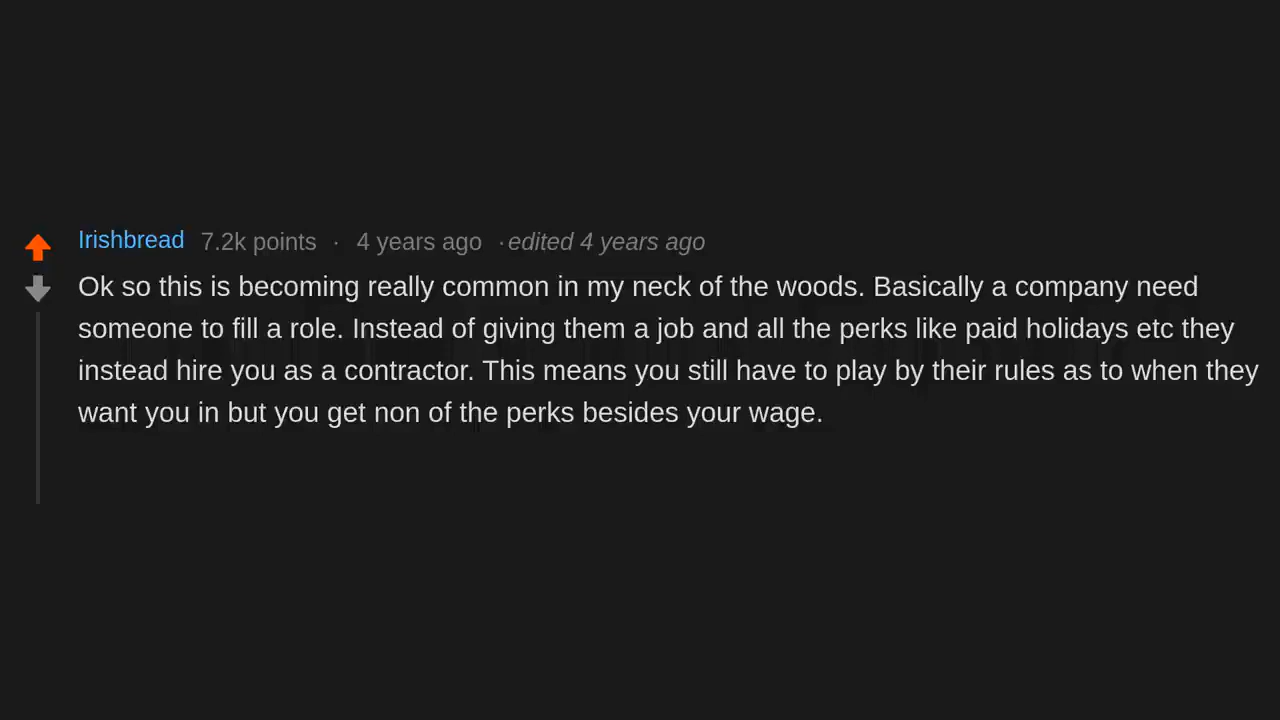 Irishbread 7.2k points · 4 years ago · edited 4 years ago
Ok so this is becoming really common in my neck of the woods. Basically a company need
someone to fill a role. Instead of giving them a job and all the perks like paid holidays etc they
instead hire you as a contractor. This means you still have to play by their rules as to when they
want you in but you get non of the perks besides your wage.